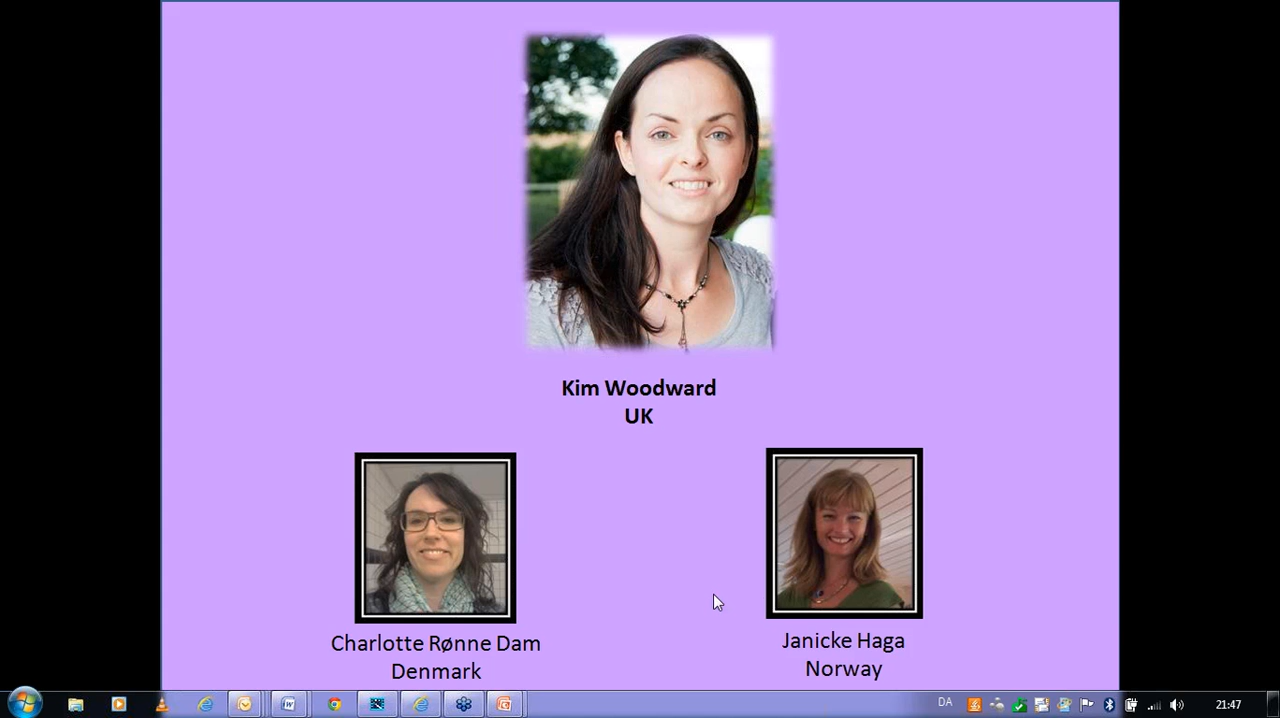 Kim Woodward
UK
Charlotte Rønne Dam
Denmark
Janicke Haga
Norway
DA
21:47